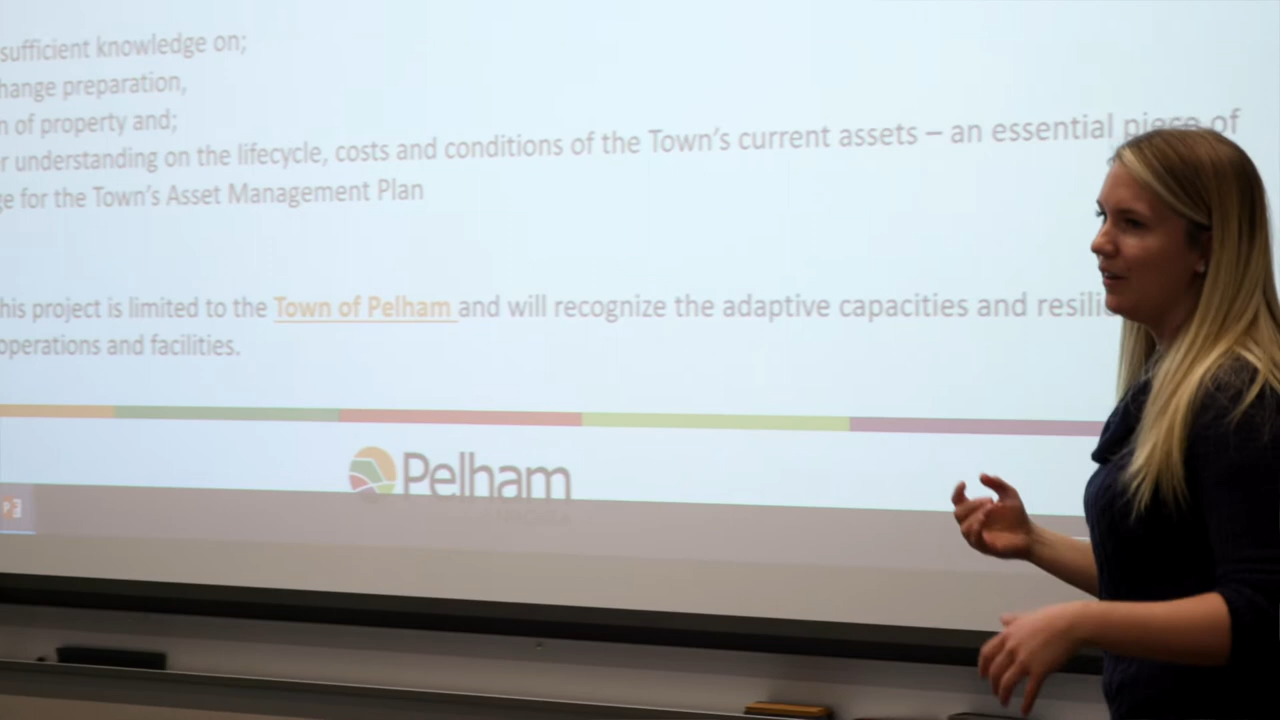 sufficient knowledge on;
hange preparation,
n of property and;
r understanding on the lifecycle, costs and conditions of the Town's current assets – an essential piece of
ge for the Town's Asset Management Plan
his project is limited to the Town of Pelham and will recognize the adaptive capacities and resilie
operations and facilities.
Pelham